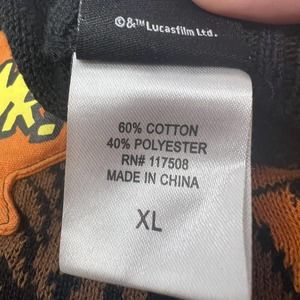 ©&™ Lucasfilm Ltd.
60% COTTON
40% POLYESTER
RN# 117508
MADE IN CHINA
XL